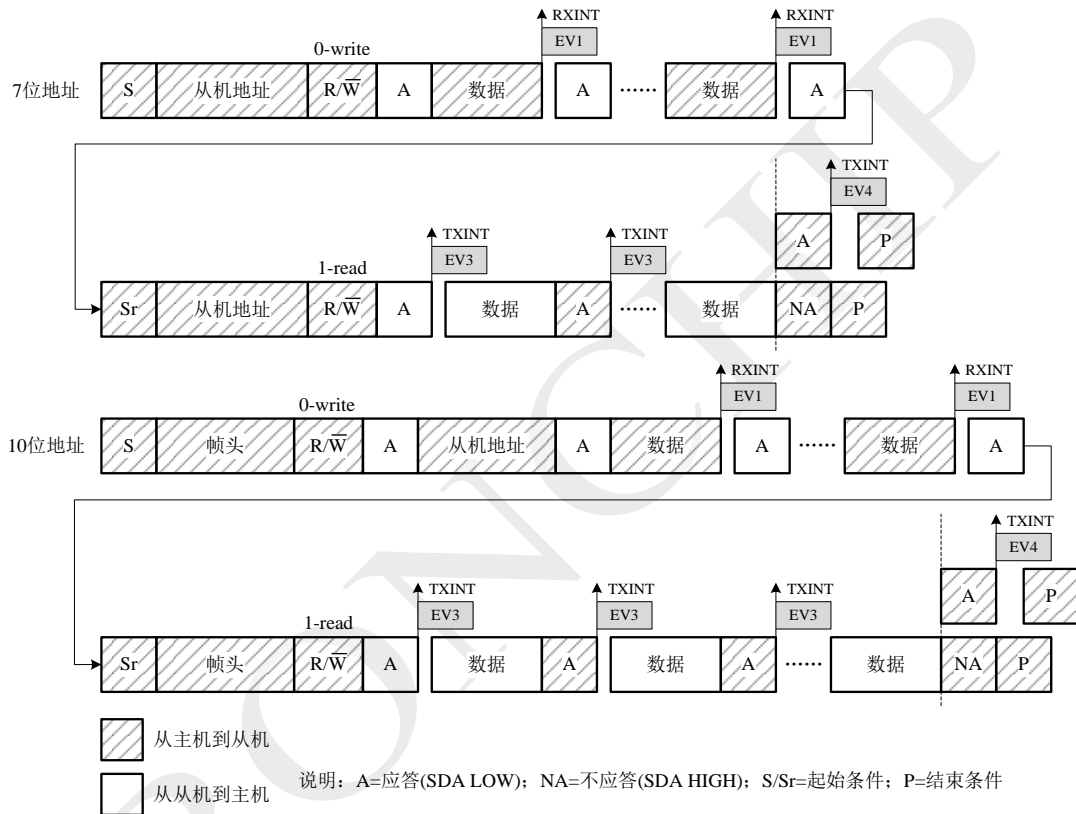 RXINT RXINT
EV1 EV1
0-write
7位地址 S 从机地址 R/W̅ A 数据 A …… 数据 A
TXINT
EV4
TXINT TXINT A P
EV3 EV3
1-read
Sr 从机地址 R/W̅ A 数据 A …… 数据 NA P
RXINT RXINT
EV1 EV1
0-write
10位地址 S 帧头 R/W̅ A 从机地址 A 数据 A …… 数据 A
TXINT
EV4
TXINT TXINT TXINT A P
EV3 EV3 EV3
1-read
Sr 帧头 R/W̅ A 数据 A 数据 A …… 数据 NA P
从主机到从机
从从机到主机
说明：A=应答(SDA LOW)；NA=不应答(SDA HIGH)；S/Sr=起始条件；P=结束条件